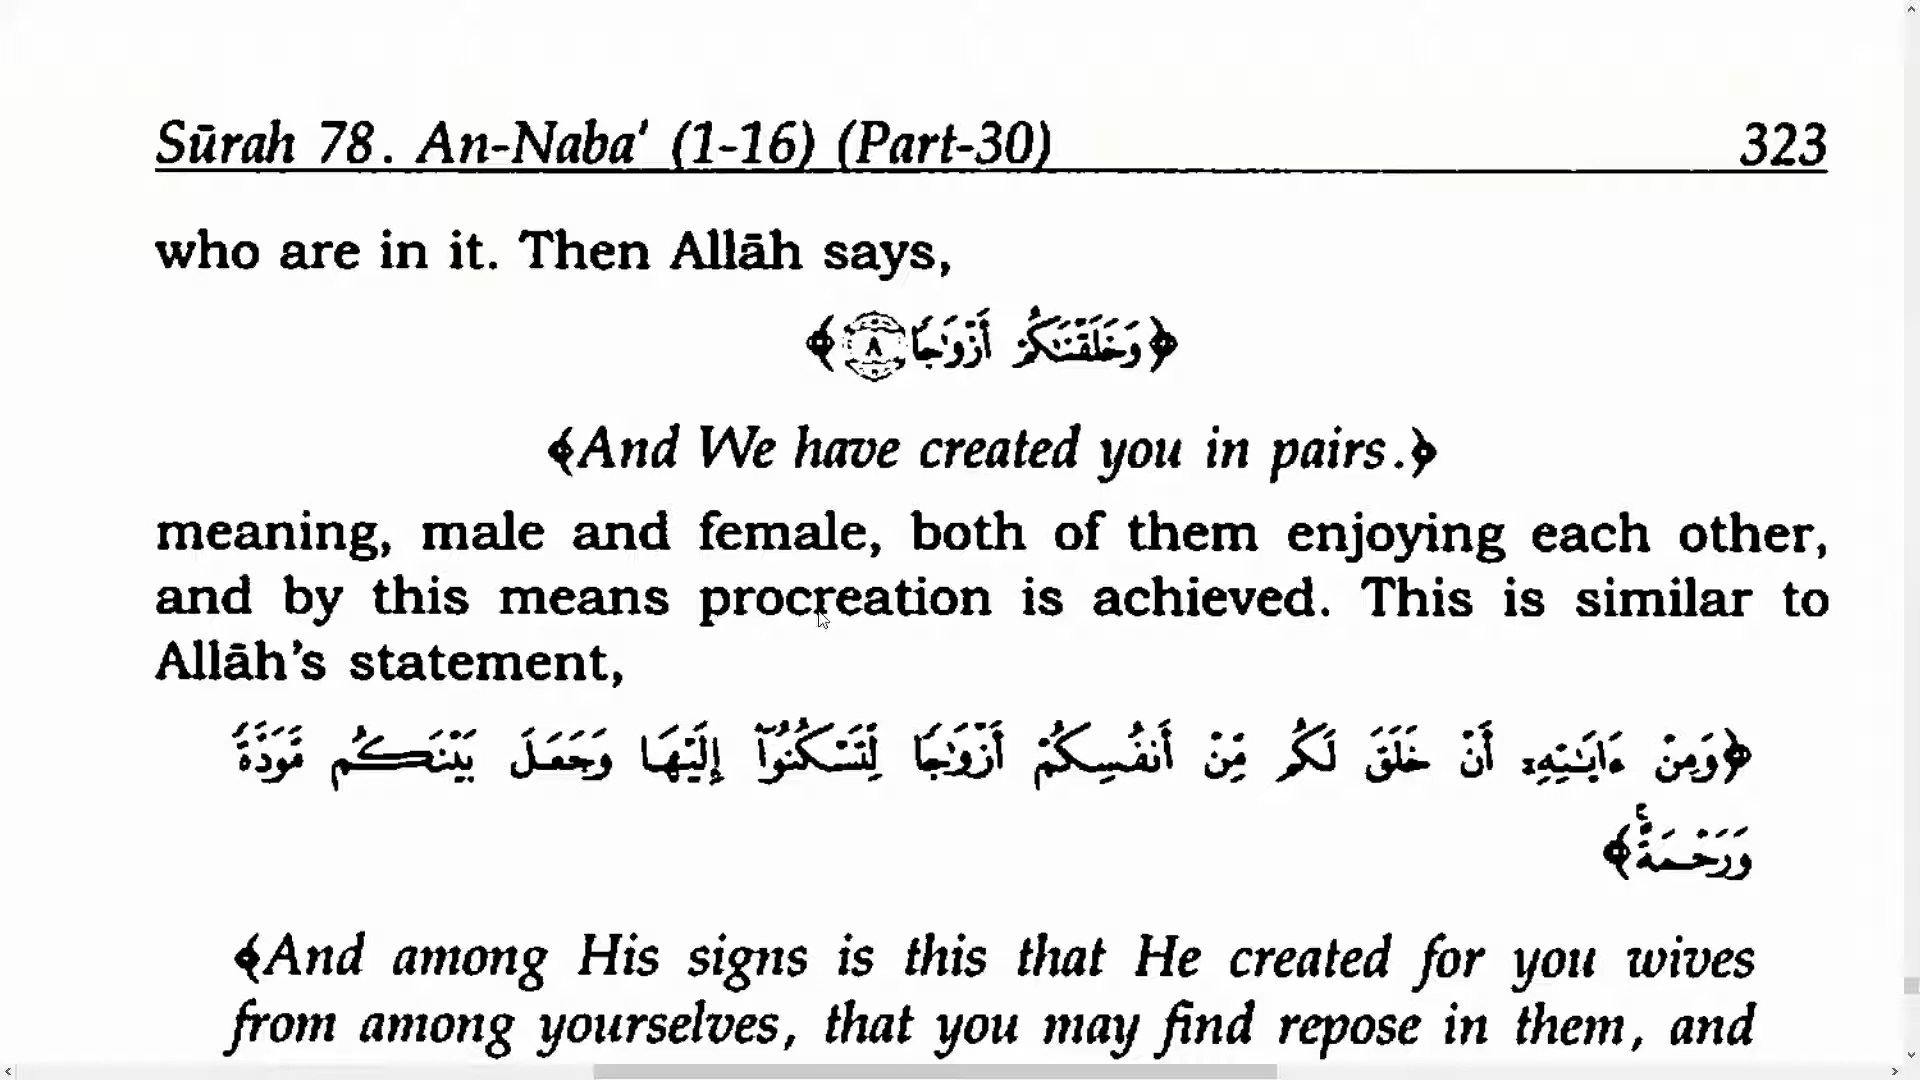 Sūrah 78. An-Naba' (1-16) (Part-30) 323
who are in it. Then Allāh says,
﴿وَخَلَقْنَٰكُمْ أَزْوَٰجًا ٨﴾
﴾And We have created you in pairs.﴿
meaning, male and female, both of them enjoying each other,
and by this means procreation is achieved. This is similar to
Allāh's statement,
﴿وَمِنْ ءَايَٰتِهِۦٓ أَنْ خَلَقَ لَكُم مِّنْ أَنفُسِكُمْ أَزْوَٰجًا لِّتَسْكُنُوٓا۟ إِلَيْهَا وَجَعَلَ بَيْنَكُم مَّوَدَّةً
وَرَحْمَةً ۚ﴾
﴾And among His signs is this that He created for you wives
from among yourselves, that you may find repose in them, and